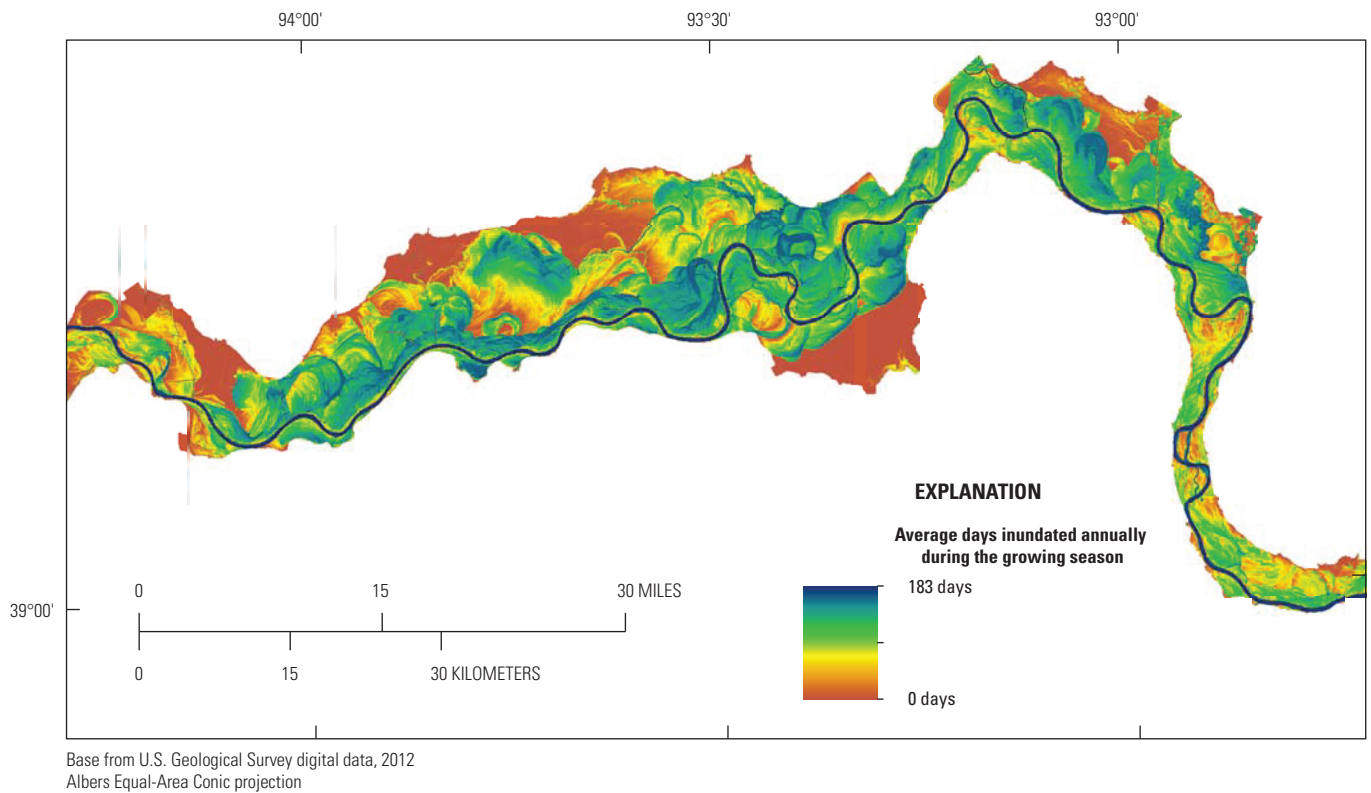 94°00'
93°30'
93°00'
39°00'
EXPLANATION
Average days inundated annually
during the growing season
183 days
0 days
0 15 30 MILES
0 15 30 KILOMETERS
Base from U.S. Geological Survey digital data, 2012
Albers Equal-Area Conic projection